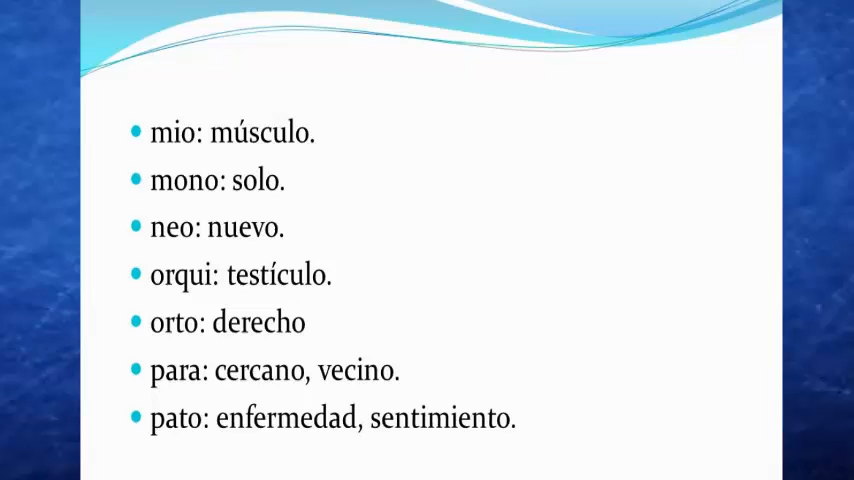 mio: músculo.
mono: solo.
neo: nuevo.
orqui: testículo.
orto: derecho
para: cercano, vecino.
pato: enfermedad, sentimiento.